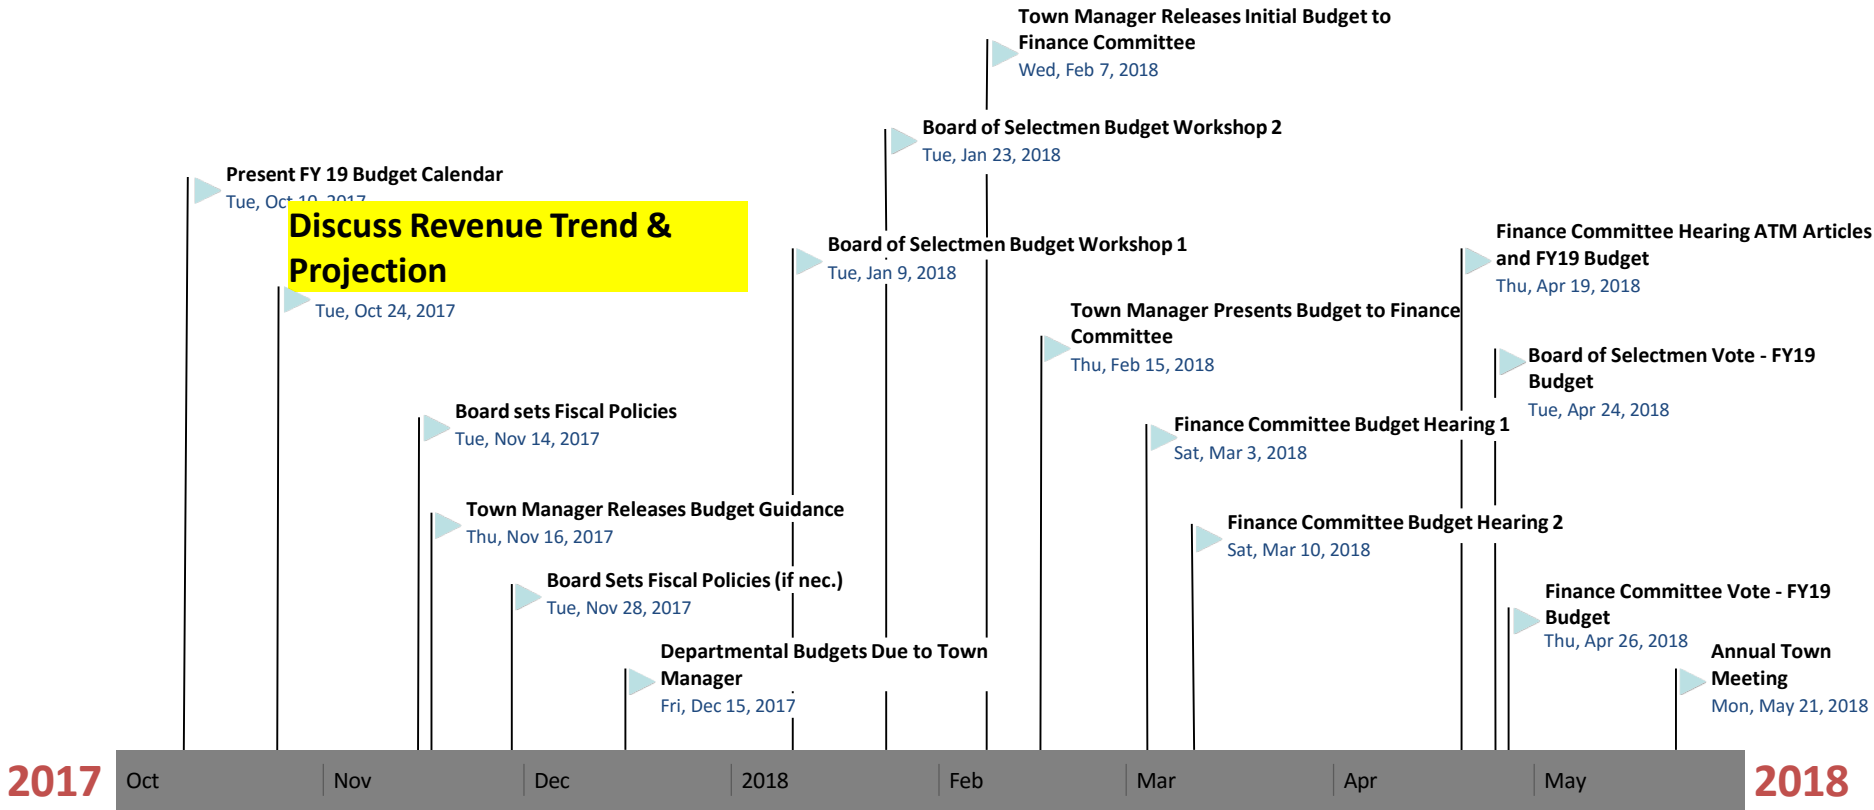 Town Manager Releases Initial Budget to
Finance Committee
Wed, Feb 7, 2018
Board of Selectmen Budget Workshop 2
Tue, Jan 23, 2018
Present FY 19 Budget Calendar
Tue, Oct 10, 2017
Discuss Revenue Trend &
Projection
Tue, Oct 24, 2017
Board of Selectmen Budget Workshop 1
Tue, Jan 9, 2018
Finance Committee Hearing ATM Articles
and FY19 Budget
Thu, Apr 19, 2018
Town Manager Presents Budget to Finance
Committee
Thu, Feb 15, 2018
Board of Selectmen Vote - FY19
Budget
Tue, Apr 24, 2018
Board sets Fiscal Policies
Tue, Nov 14, 2017
Finance Committee Budget Hearing 1
Sat, Mar 3, 2018
Town Manager Releases Budget Guidance
Thu, Nov 16, 2017
Finance Committee Budget Hearing 2
Sat, Mar 10, 2018
Board Sets Fiscal Policies (if nec.)
Tue, Nov 28, 2017
Finance Committee Vote - FY19
Budget
Thu, Apr 26, 2018
Departmental Budgets Due to Town
Manager
Fri, Dec 15, 2017
Annual Town
Meeting
Mon, May 21, 2018
2017 Oct Nov Dec 2018 Feb Mar Apr May 2018